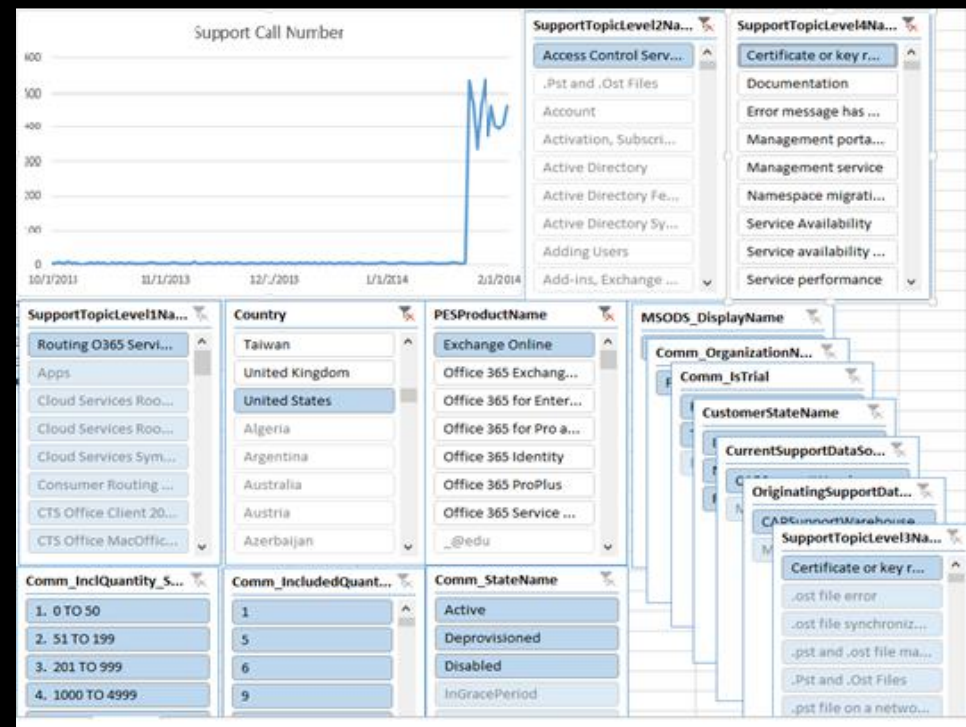 Support Call Number
600
500
400
300
200
100
0
10/1/2013
11/1/2013
12/1/2013
1/1/2014
2/1/2014
SupportTopicLevel2Na...
Access Control Serv...
.Pst and .Ost Files
Account
Activation, Subscri...
Active Directory
Active Directory Fe...
Active Directory Sy...
Adding Users
Add-ins, Exchange ...
SupportTopicLevel4Na...
Certificate or key r...
Documentation
Error message has ...
Management porta...
Management service
Namespace migrati...
Service Availability
Service availability ...
Service performance
SupportTopicLevel1Na...
Routing O365 Servi...
Apps
Cloud Services Roo...
Cloud Services Roo...
Cloud Services Sym...
Consumer Routing ...
CTS Office Client 20...
CTS Office MacOffic...
Country
Taiwan
United Kingdom
United States
Algeria
Argentina
Australia
Austria
Azerbaijan
PESProductName
Exchange Online
Office 365 Exchang...
Office 365 for Enter...
Office 365 for Pro a...
Office 365 Identity
Office 365 ProPlus
Office 365 Service ...
_@edu
MSODS_DisplayName
Comm_OrganizationN...
Comm_IsTrial
CustomerStateName
CurrentSupportDataSo...
OriginatingSupportDat...
CAPSupportWarehouse
SupportTopicLevel3Na...
Certificate or key r...
.ost file error
.ost file synchroniz...
.pst and .ost file ma...
.Pst and .Ost Files
.pst file on a netwo...
Comm_InclQuantity_S...
1. 0 TO 50
2. 51 TO 199
3. 201 TO 999
4. 1000 TO 4999
Comm_IncludedQuant...
1
5
6
9
Comm_StateName
Active
Deprovisioned
Disabled
InGracePeriod